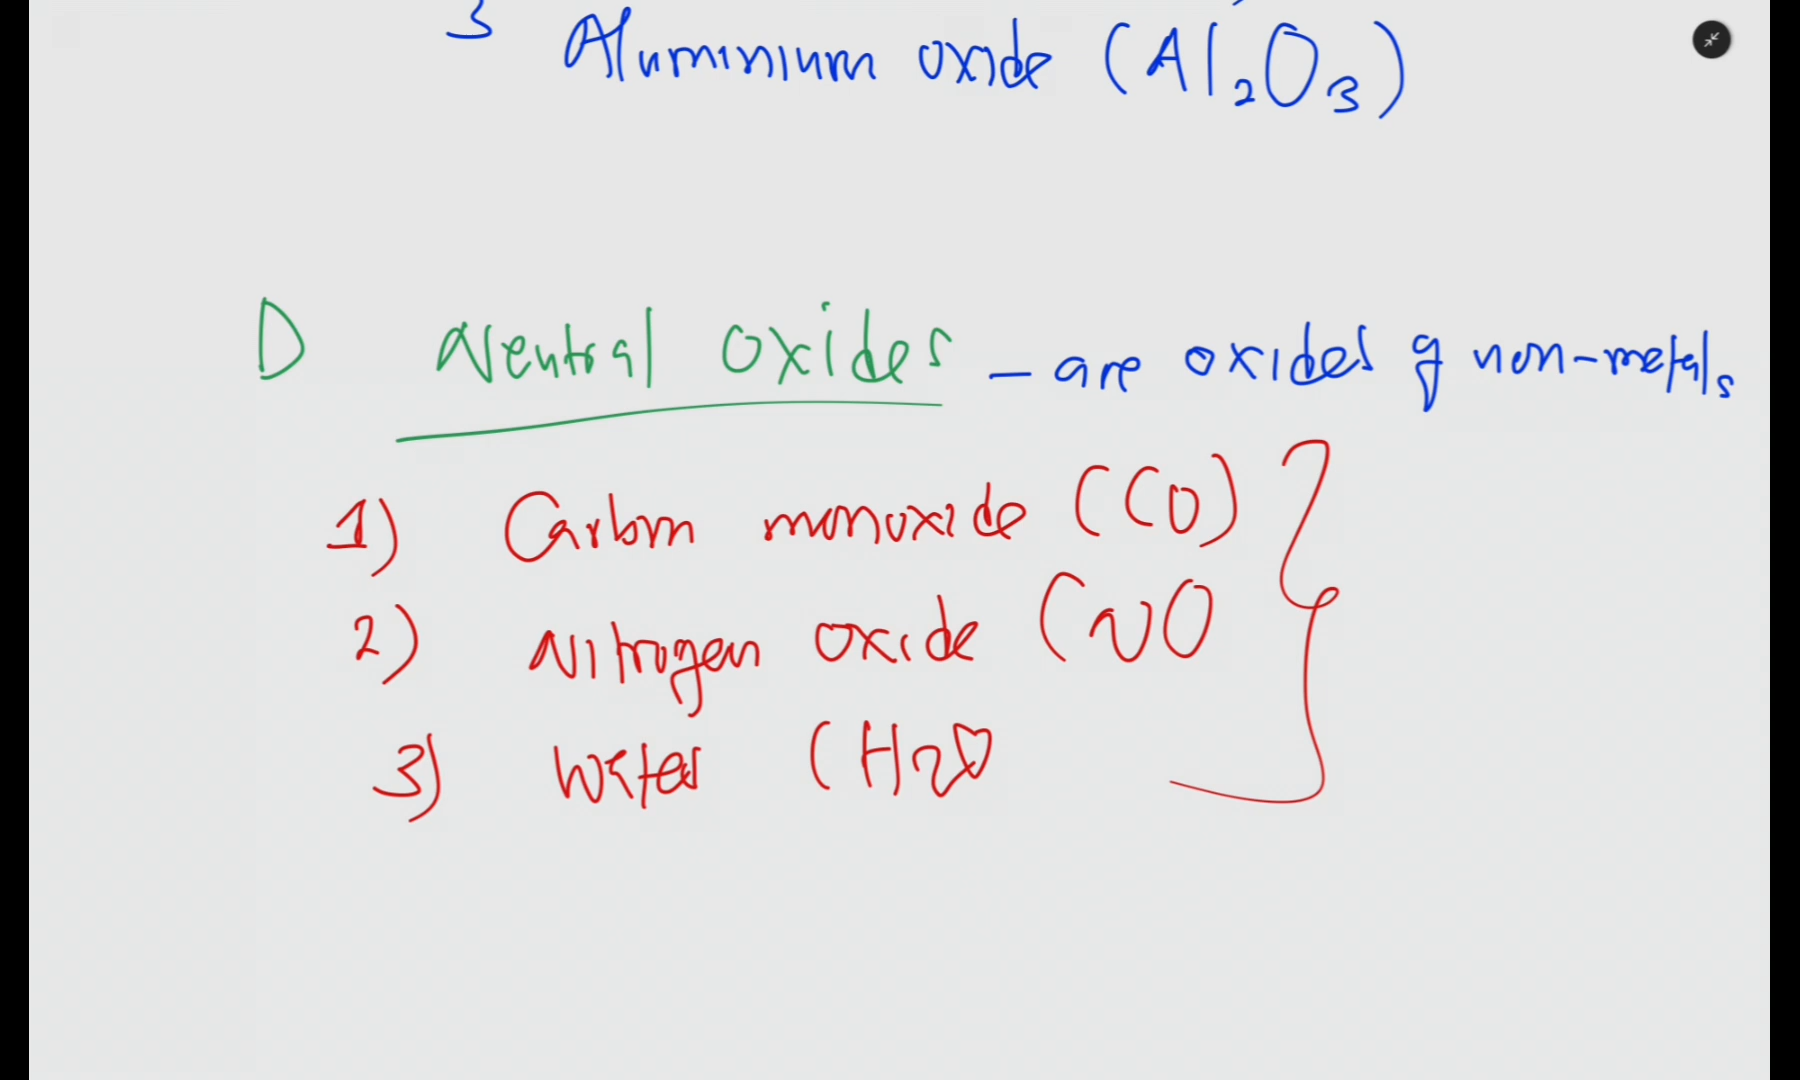 3 Aluminium oxide (Al₂O₃)
D Neutral oxides – are oxides of non-metals
1) Carbon monoxide (CO)
2) Nitrogen oxide (NO
3) Water (H2O